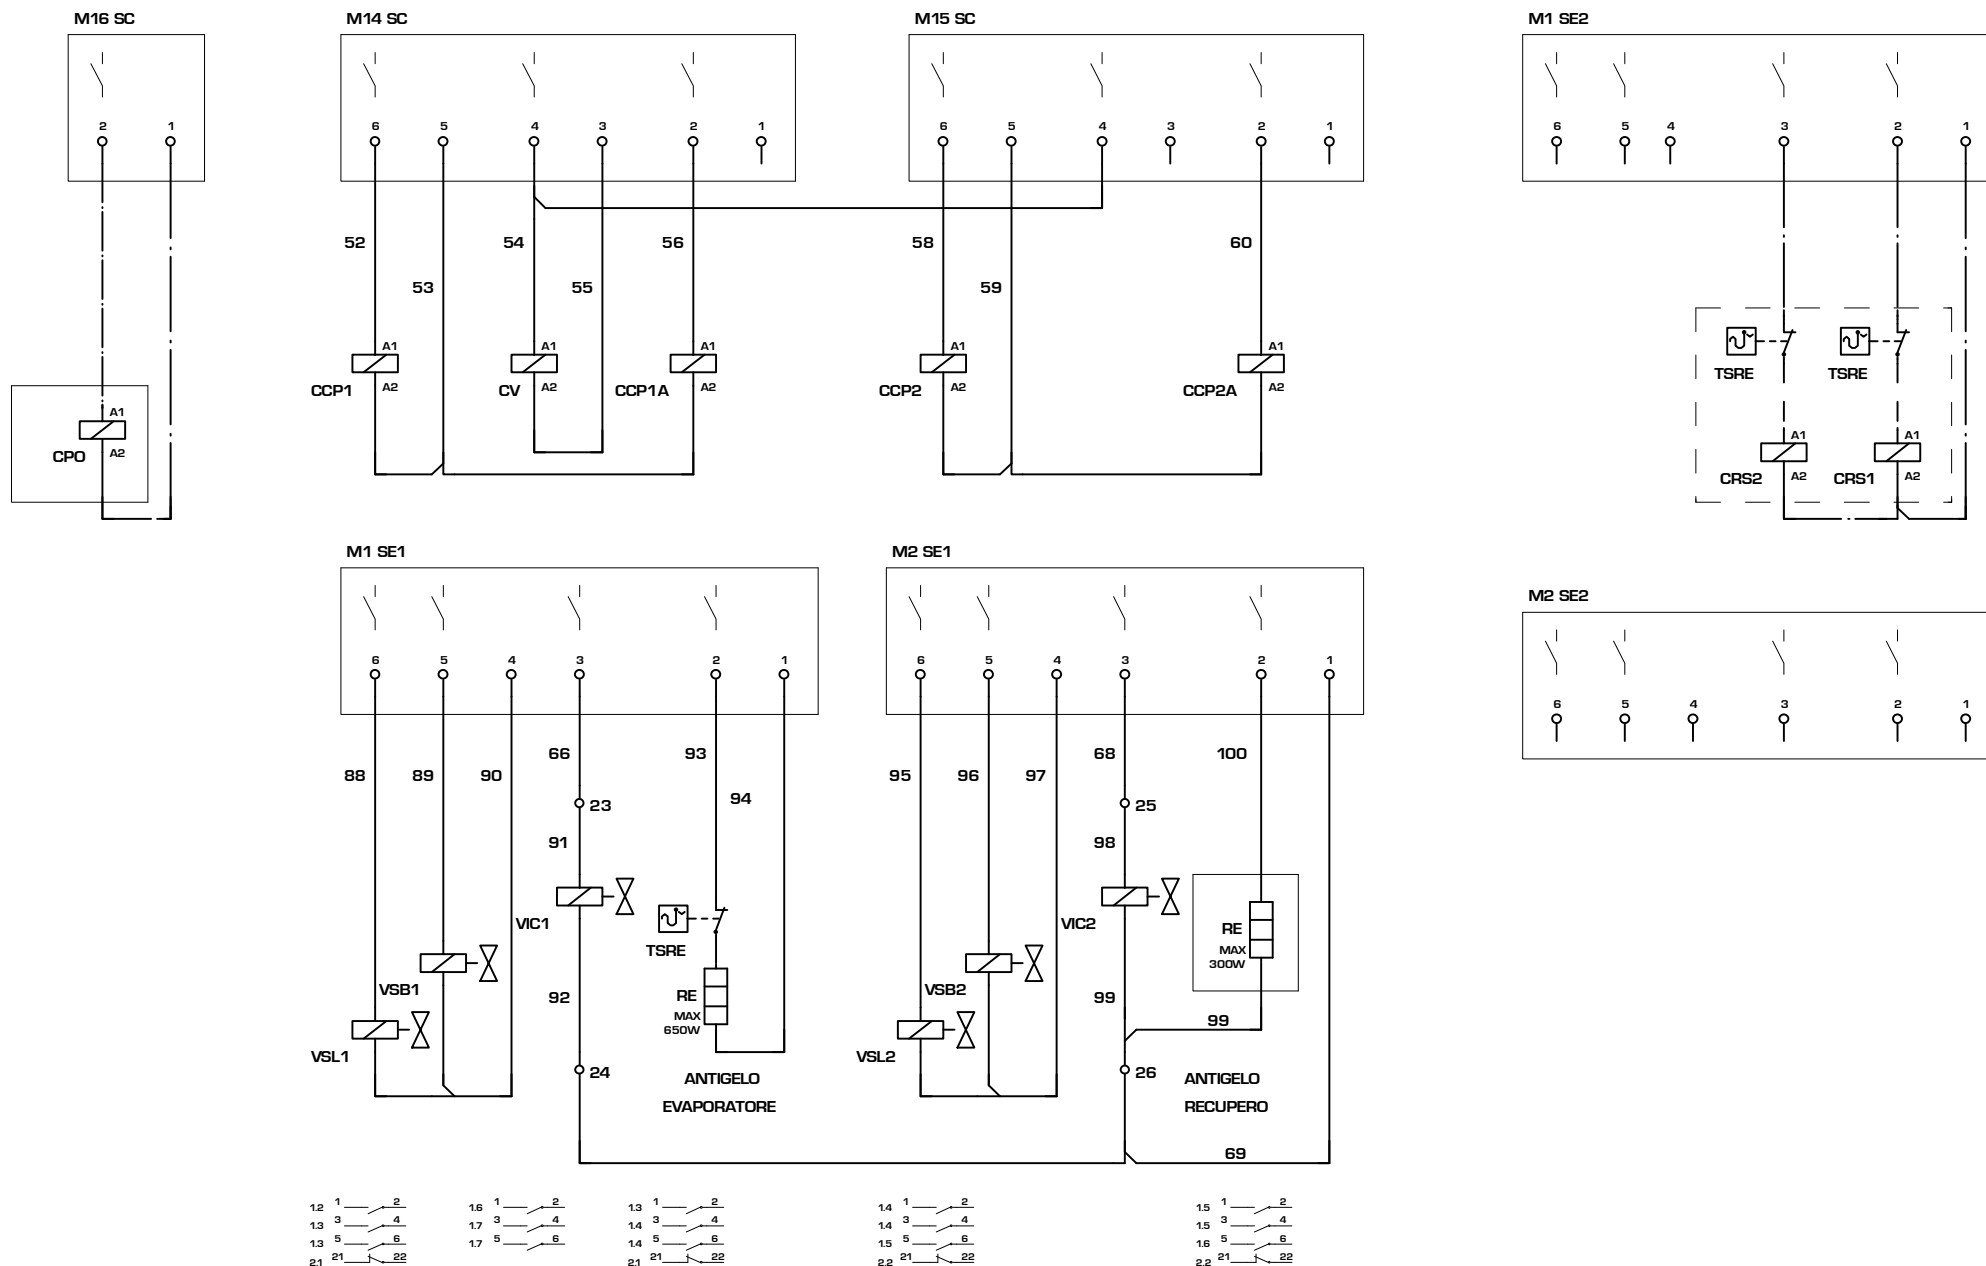 M16 SC
M14 SC
M15 SC
M1 SE2
2 1
6 5 4 3 2 1
6 5 4 3 2 1
6 5 4 3 2 1
52 54 56 58 60
53 55 59
A1 A1 A1 A1 A1
A2 A2 A2 A2 A2
CCP1 CV CCP1A CCP2 CCP2A
TSRE TSRE
A1
CPO A2
A1 A1
CRS2 A2 CRS1 A2
M1 SE1
M2 SE1
M2 SE2
6 5 4 3 2 1
6 5 4 3 2 1
6 5 4 3 2 1
66 93 68 100
88 89 90 95 96 97
94
23 25
91 98
VIC1 VIC2
TSRE
RE
MAX
300W
VSB1 VSB2
92 99
RE
MAX
650W
99
VSL1 VSL2
24 26
ANTIGELO
EVAPORATORE
ANTIGELO
RECUPERO
69
1.2 1 2
1.3 3 4
1.3 5 6
2.1 21 22
1.6 1 2
1.7 3 4
1.7 5 6
1.3 1 2
1.4 3 4
1.4 5 6
2.1 21 22
1.4 1 2
1.4 3 4
1.5 5 6
2.2 21 22
1.5 1 2
1.5 3 4
1.6 5 6
2.2 21 22